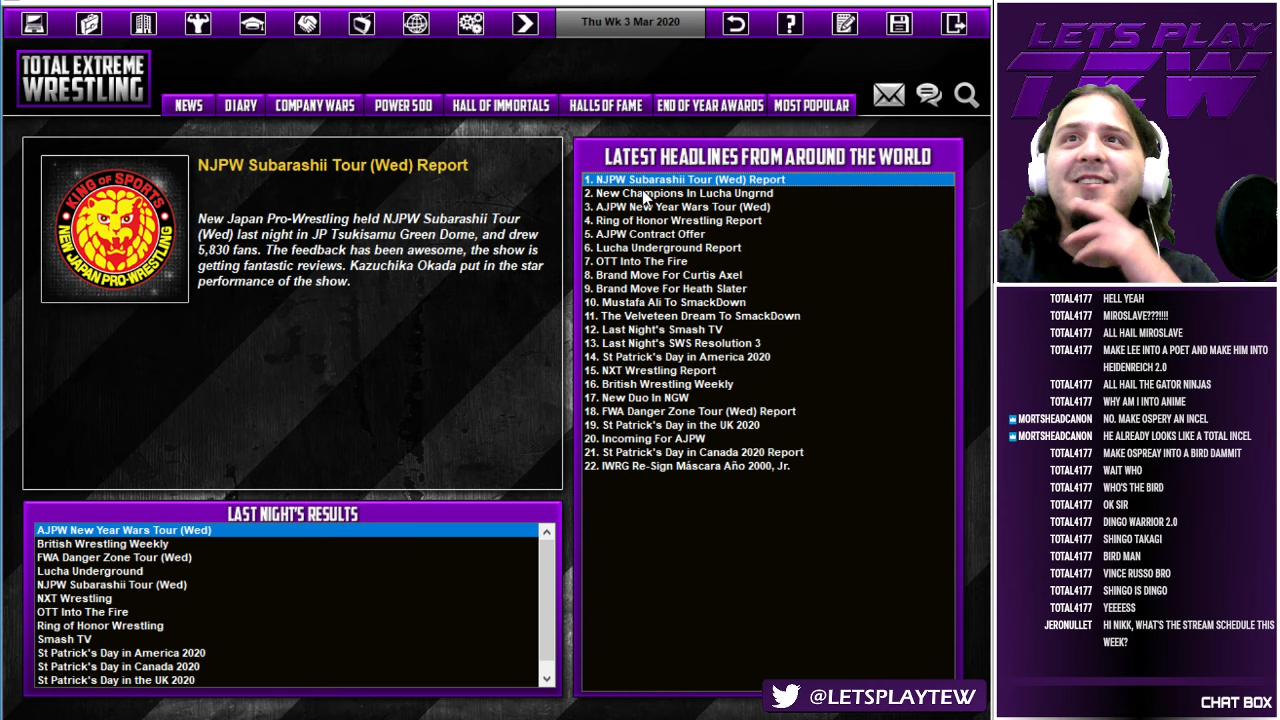 Thu Wk 3 Mar 2020
LETS PLAY
TEW
TOTAL EXTREME
WRESTLING
NEWS
DIARY
COMPANY WARS
POWER 500
HALL OF IMMORTALS
HALLS OF FAME
END OF YEAR AWARDS
MOST POPULAR
KING OF SPORTS
NEW JAPAN PRO-WRESTLING
NJPW Subarashii Tour (Wed) Report
New Japan Pro-Wrestling held NJPW Subarashii Tour
(Wed) last night in JP Tsukisamu Green Dome, and drew
5,830 fans. The feedback has been awesome, the show is
getting fantastic reviews. Kazuchika Okada put in the star
performance of the show.
LATEST HEADLINES FROM AROUND THE WORLD
1. NJPW Subarashii Tour (Wed) Report
2. New Champions In Lucha Ungrnd
3. AJPW New Year Wars Tour (Wed)
4. Ring of Honor Wrestling Report
5. AJPW Contract Offer
6. Lucha Underground Report
7. OTT Into The Fire
8. Brand Move For Curtis Axel
9. Brand Move For Heath Slater
10. Mustafa Ali To SmackDown
11. The Velveteen Dream To SmackDown
12. Last Night's Smash TV
13. Last Night's SWS Resolution 3
14. St Patrick's Day in America 2020
15. NXT Wrestling Report
16. British Wrestling Weekly
17. New Duo In NGW
18. FWA Danger Zone Tour (Wed) Report
19. St Patrick's Day in the UK 2020
20. Incoming For AJPW
21. St Patrick's Day in Canada 2020 Report
22. IWRG Re-Sign Máscara Año 2000, Jr.
LAST NIGHT'S RESULTS
AJPW New Year Wars Tour (Wed)
British Wrestling Weekly
FWA Danger Zone Tour (Wed)
Lucha Underground
NJPW Subarashii Tour (Wed)
NXT Wrestling
OTT Into The Fire
Ring of Honor Wrestling
Smash TV
St Patrick's Day in America 2020
St Patrick's Day in Canada 2020
St Patrick's Day in the UK 2020
@LETSPLAYTEW
TOTAL4177 HELL YEAH
TOTAL4177 MIROSLAVE???!!!!
TOTAL4177 ALL HAIL MIROSLAVE
TOTAL4177 MAKE LEE INTO A POET AND MAKE HIM INTO
HEIDENREICH 2.0
TOTAL4177 ALL HAIL THE GATOR NINJAS
TOTAL4177 WHY AM I INTO ANIME
MORTSHEADCANON NO. MAKE OSPERY AN INCEL
MORTSHEADCANON HE ALREADY LOOKS LIKE A TOTAL INCEL
TOTAL4177 MAKE OSPREAY INTO A BIRD DAMMIT
TOTAL4177 WAIT WHO
TOTAL4177 WHO'S THE BIRD
TOTAL4177 OK SIR
TOTAL4177 DINGO WARRIOR 2.0
TOTAL4177 SHINGO TAKAGI
TOTAL4177 BIRD MAN
TOTAL4177 VINCE RUSSO BRO
TOTAL4177 SHINGO IS DINGO
TOTAL4177 YEEEESS
JERONULLET HI NIKK, WHAT'S THE STREAM SCHEDULE THIS
WEEK?
CHAT BOX